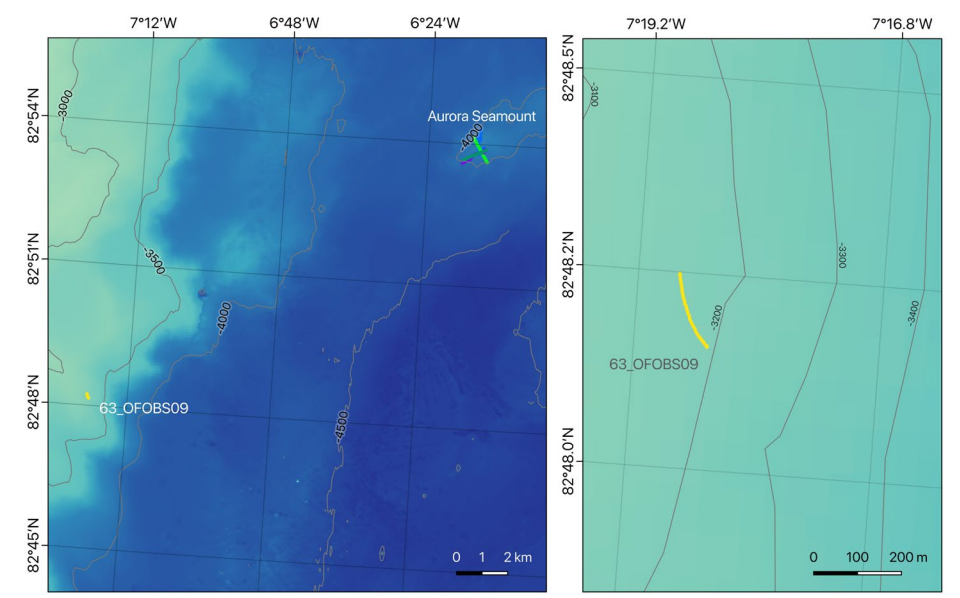 7°12'W 6°48'W 6°24'W
82°54'N
82°51'N
82°48'N
82°45'N
-3000
-3500
-4000
-4500
Aurora Seamount
-4000
63_OFOBS09
0 1 2 km
7°19.2'W 7°16.8'W
82°48.5'N
82°48.2'N
82°48.0'N
-3100
-3200
-3300
-3400
63_OFOBS09
0 100 200 m